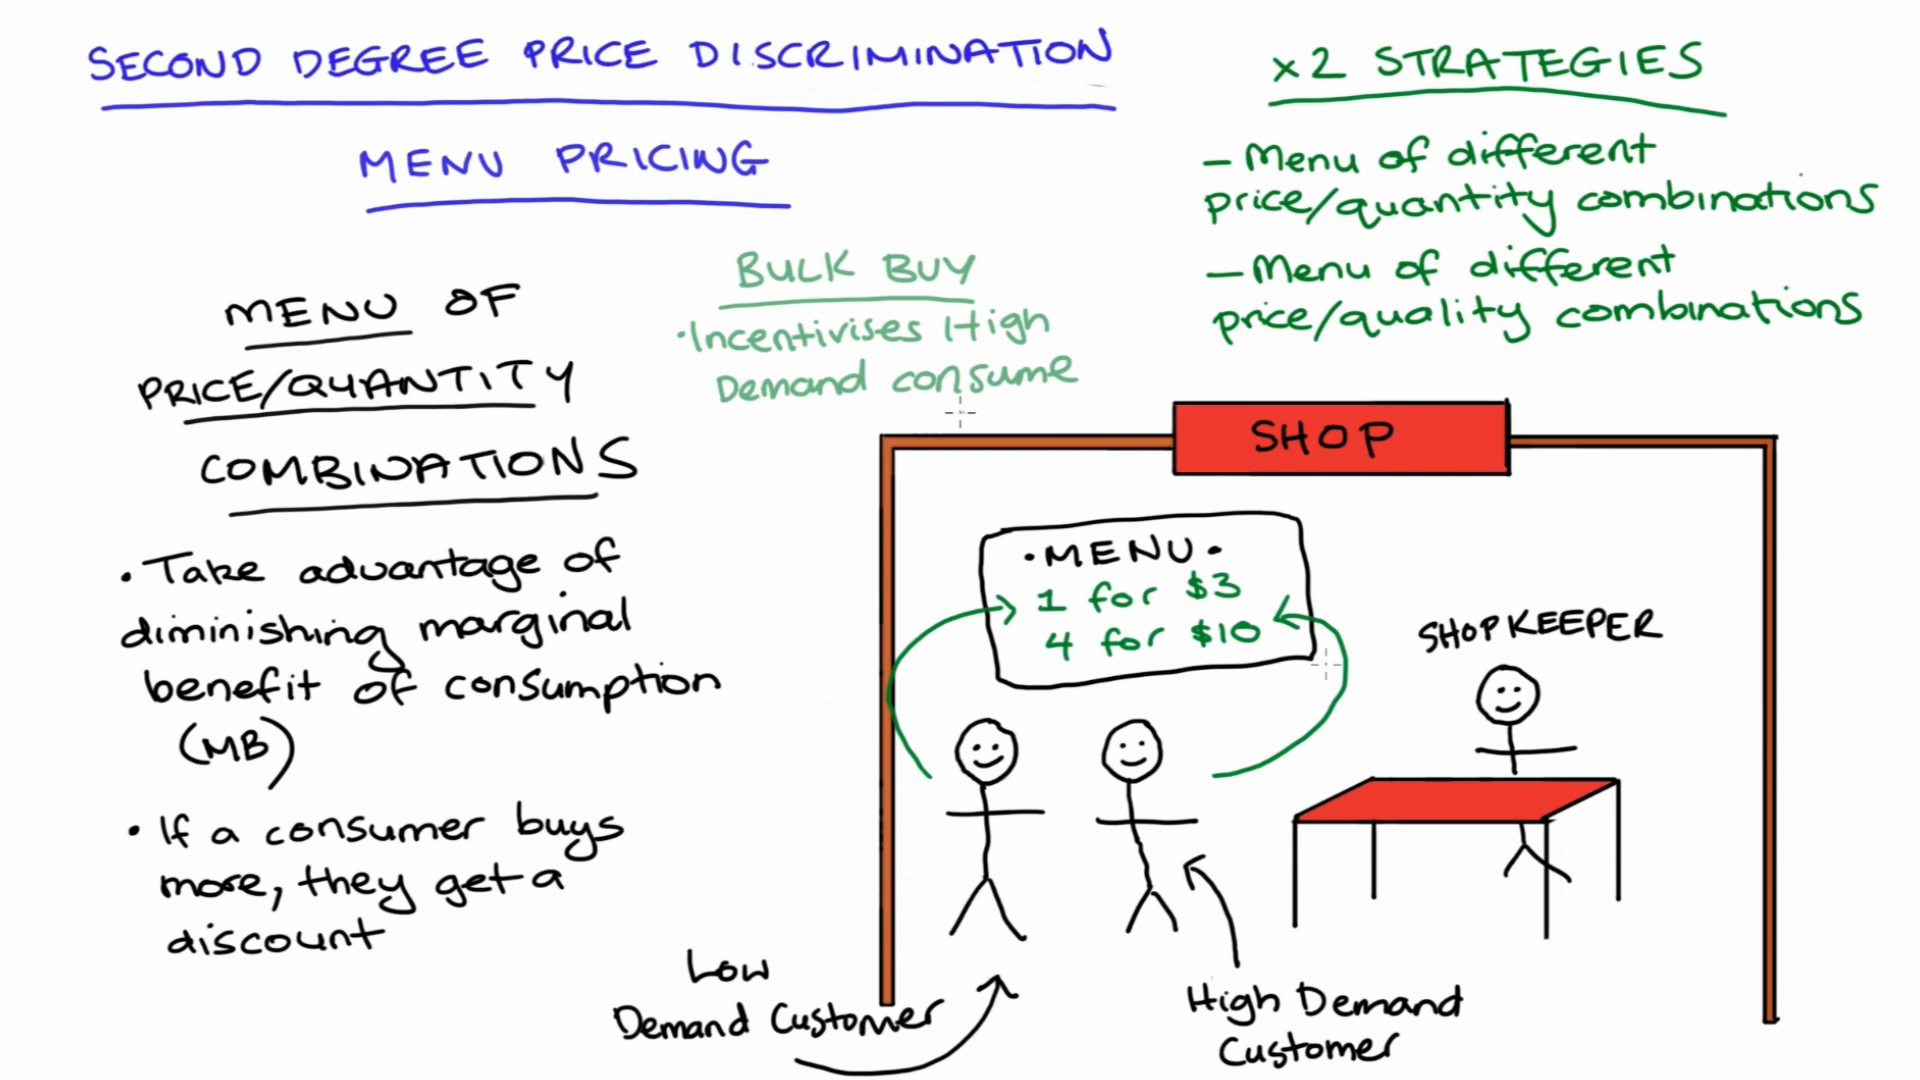 SECOND DEGREE PRICE DISCRIMINATION
MENU PRICING
x2 STRATEGIES
– Menu of different
price/quantity combinations
– Menu of different
price/quality combinations
MENU OF
PRICE/QUANTITY
COMBINATIONS
• Take advantage of
diminishing marginal
benefit of consumption
(MB)
• If a consumer buys
more, they get a
discount
BULK BUY
• Incentivises High
Demand consume
SHOP
• MENU •
1 for $3
4 for $10
SHOPKEEPER
Low
Demand Customer
High Demand
Customer